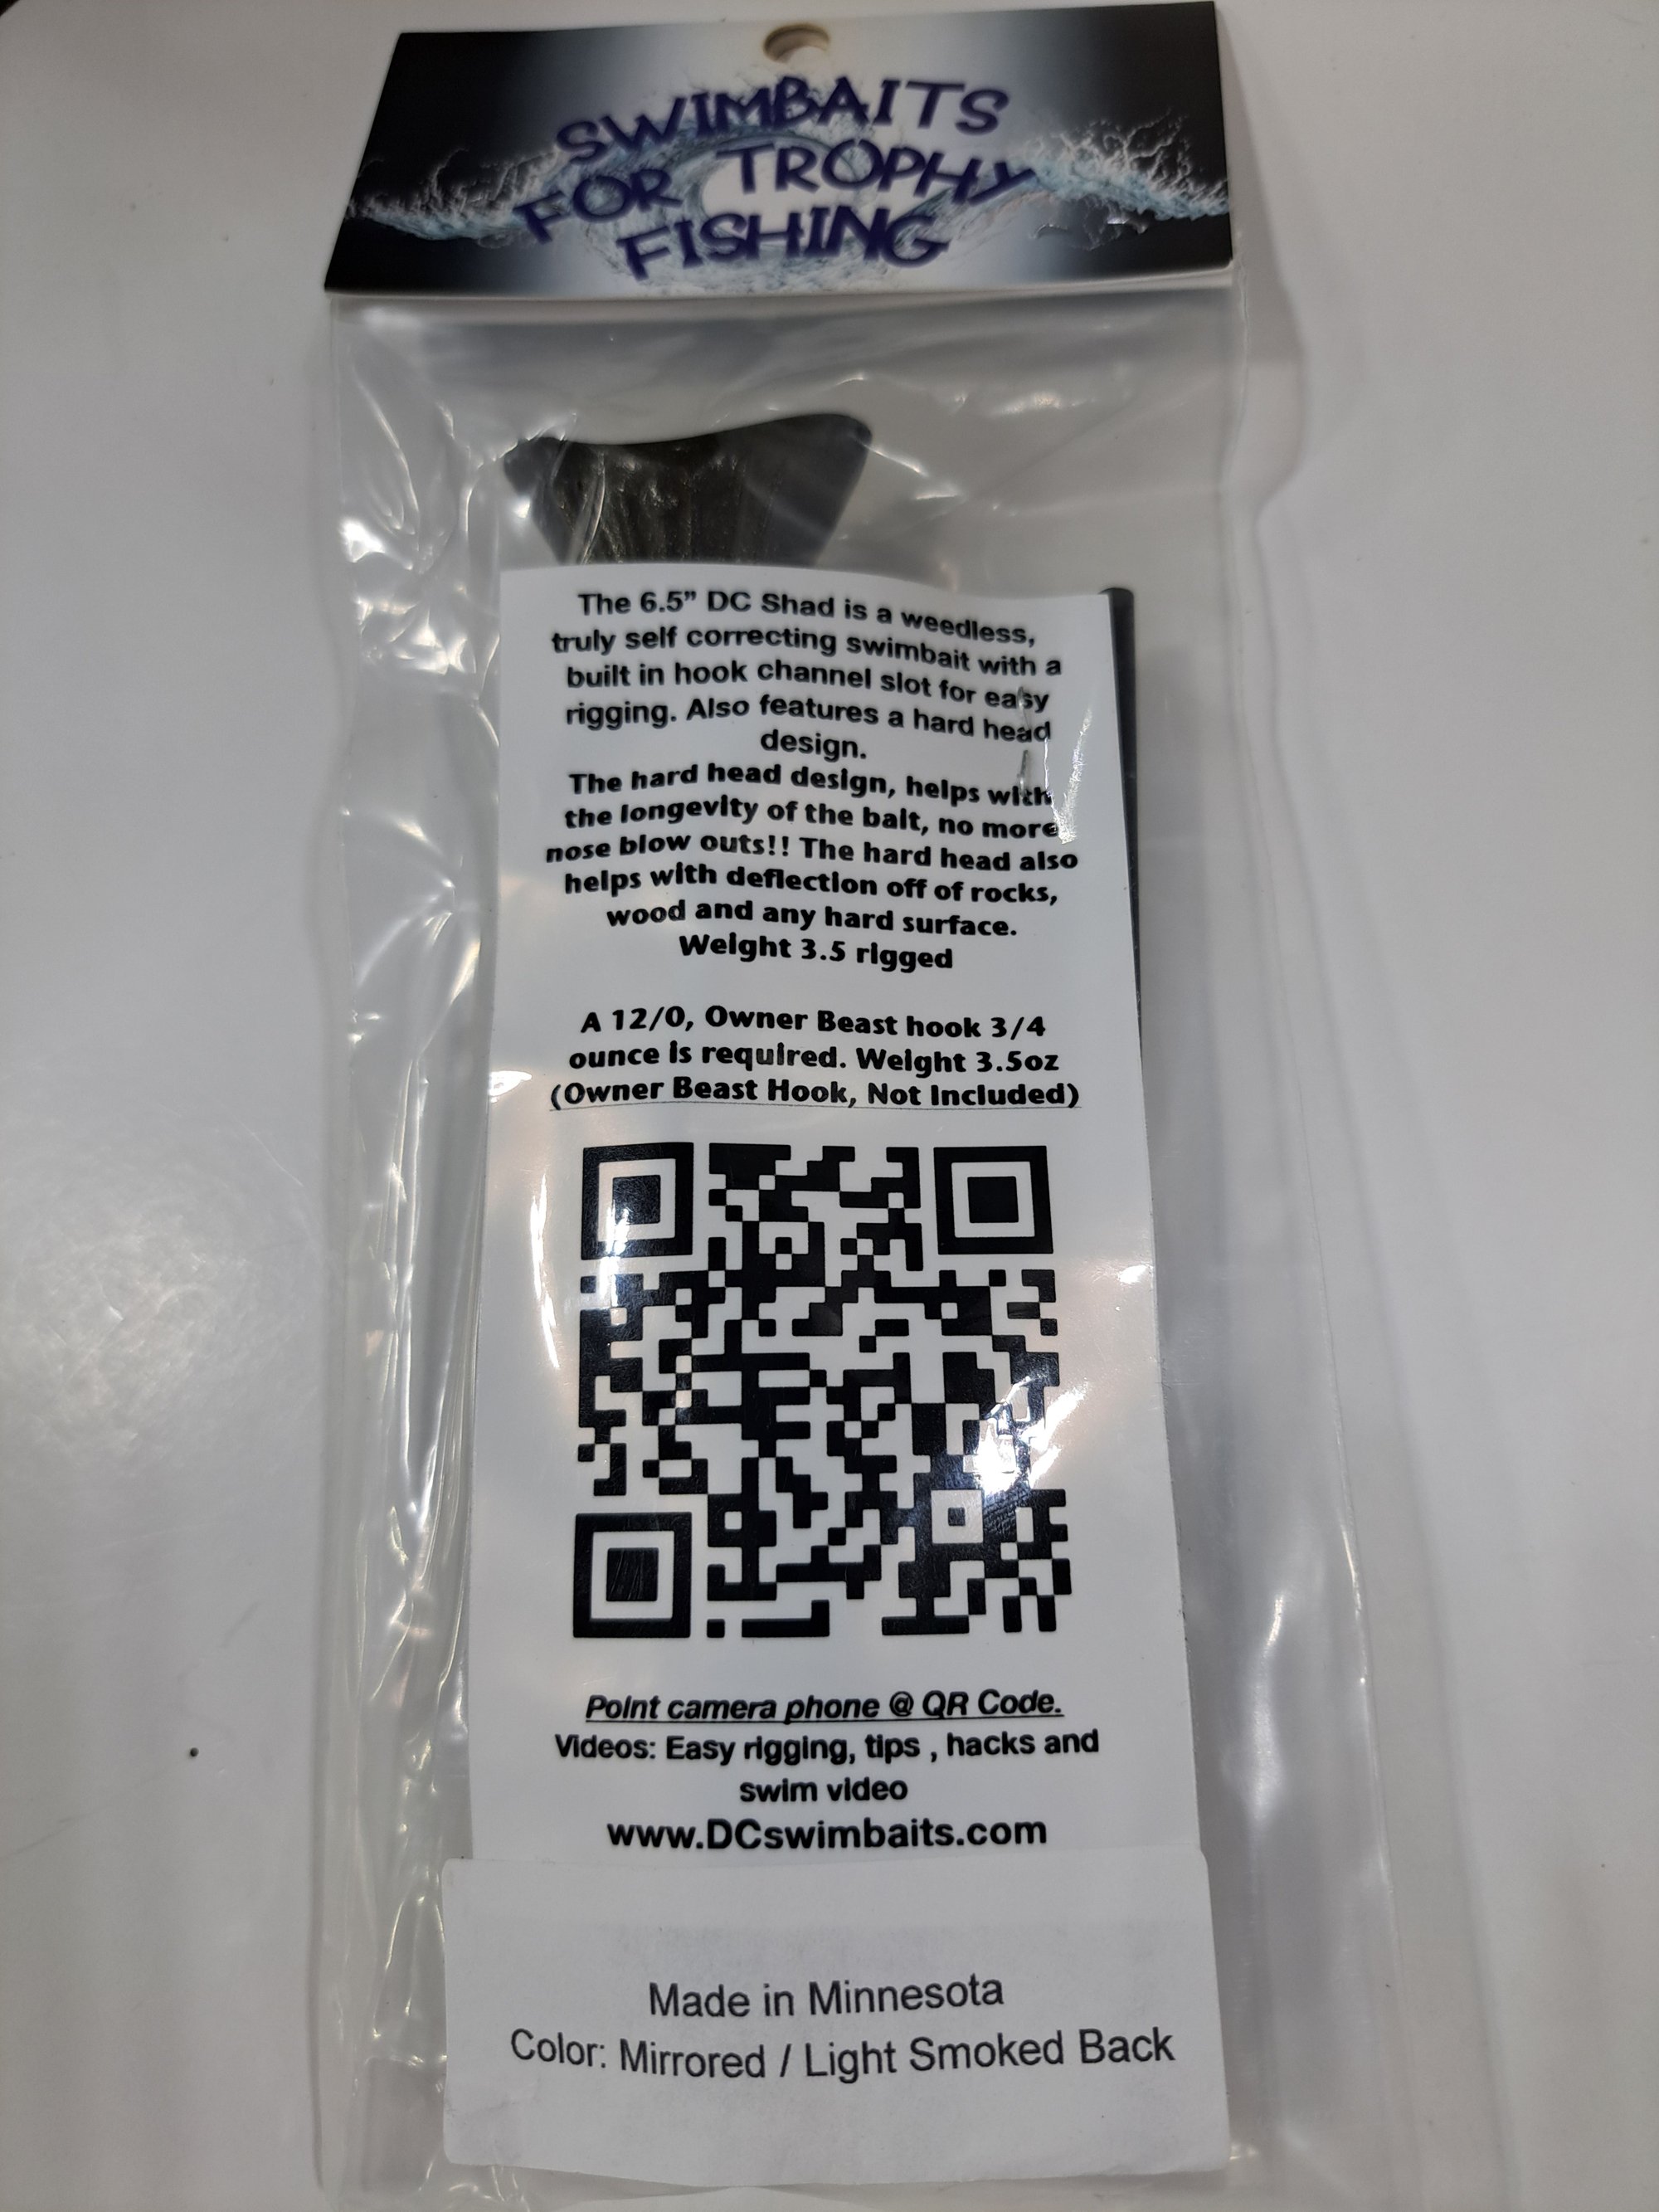 SWIMBAITS
FOR TROPHY
FISHING
The 6.5” DC Shad is a weedless,
truly self correcting swimbait with a
built in hook channel slot for easy
rigging. Also features a hard head
design.
The hard head design, helps with
the longevity of the bait, no more
nose blow outs!! The hard head also
helps with deflection off of rocks,
wood and any hard surface.
Weight 3.5 rigged
A 12/0, Owner Beast hook 3/4
ounce is required. Weight 3.5oz
(Owner Beast Hook, Not Included)
Point camera phone @ QR Code.
Videos: Easy rigging, tips , hacks and
swim video
www.DCswimbaits.com
Made in Minnesota
Color: Mirrored / Light Smoked Back